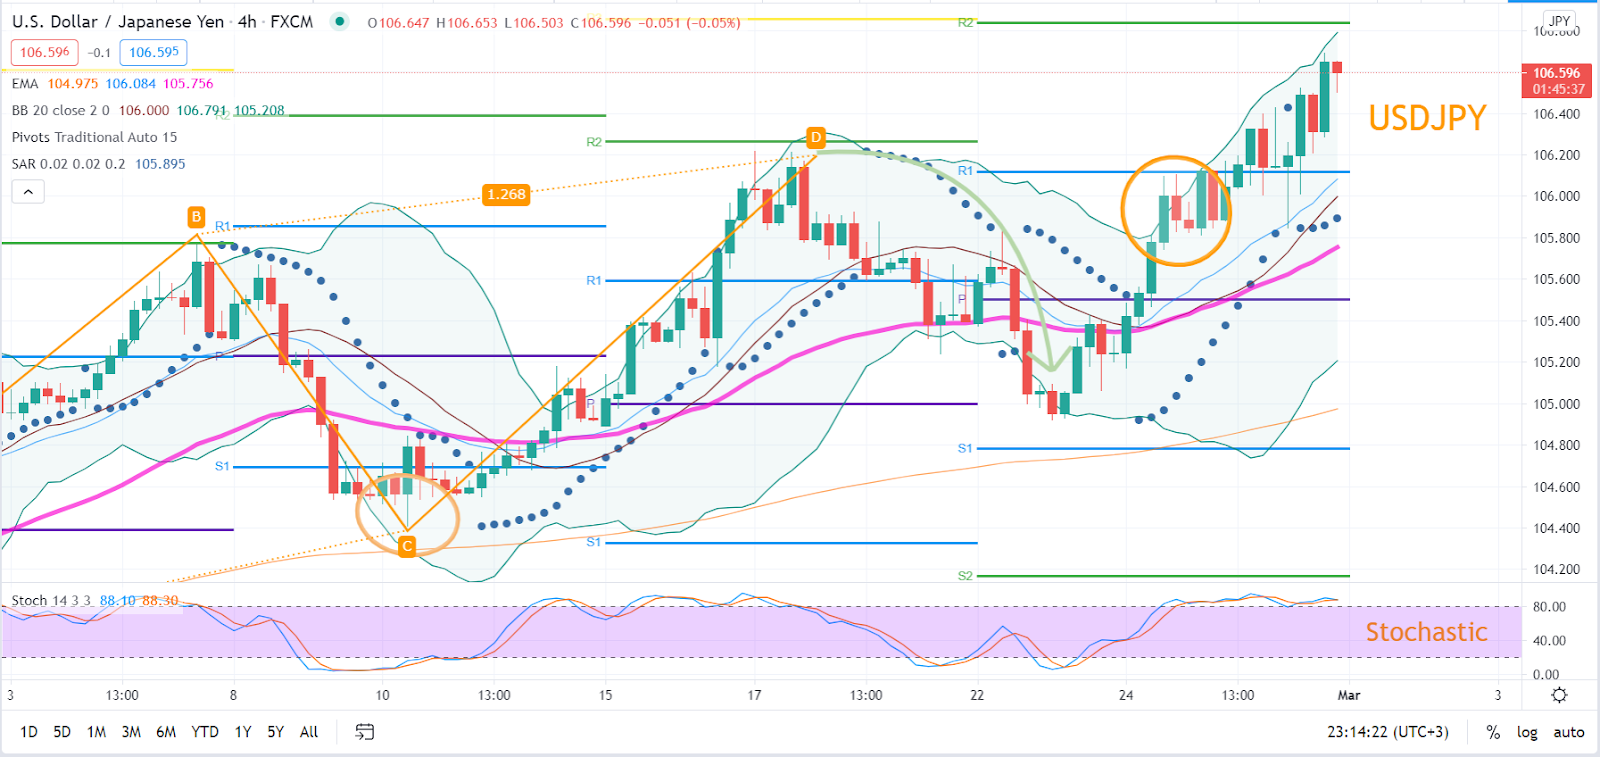 U.S. Dollar / Japanese Yen · 4h · FXCM O106.647 H106.653 L106.503 C106.596 −0.051 (−0.05%)
106.596 −0.1 106.595
EMA 104.975 106.084 105.756
BB 20 close 2 0 106.000 106.791 105.208
Pivots Traditional Auto 15
SAR 0.02 0.02 0.2 105.895
JPY
106.800
106.596
01:45:37
106.400
106.200
106.000
105.800
105.600
105.400
105.200
105.000
104.800
104.600
104.400
104.200
USDJPY
R2
R2
R2
R1
R1
R1
P
P
P
S1
S1
S1
S2
B
C
D
1.268
Stoch 14 3 3 88.10 88.30
Stochastic
80.00
40.00
0.00
3 13:00 8 10 13:00 15 17 13:00 22 24 13:00 Mar 3
1D 5D 1M 3M 6M YTD 1Y 5Y All 23:14:22 (UTC+3) % log auto